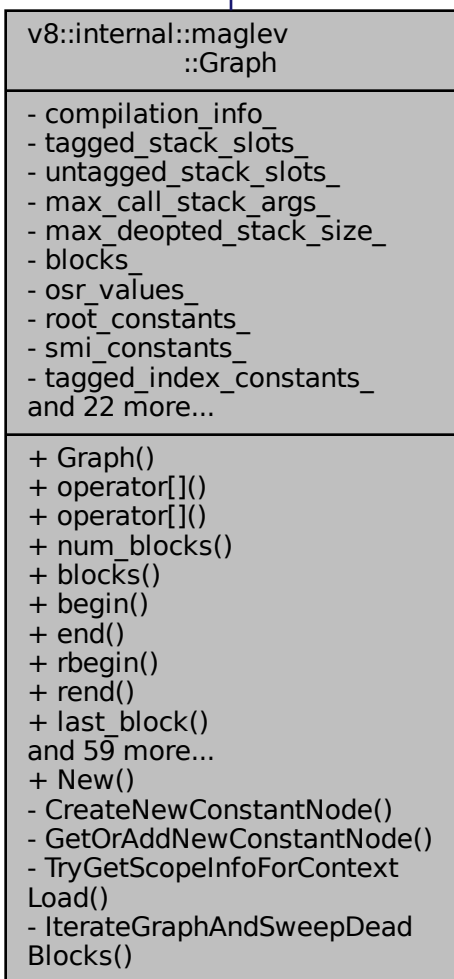 v8::internal::maglev
::Graph
- compilation_info_
- tagged_stack_slots_
- untagged_stack_slots_
- max_call_stack_args_
- max_deopted_stack_size_
- blocks_
- osr_values_
- root_constants_
- smi_constants_
- tagged_index_constants_
and 22 more...
+ Graph()
+ operator[]()
+ operator[]()
+ num_blocks()
+ blocks()
+ begin()
+ end()
+ rbegin()
+ rend()
+ last_block()
and 59 more...
+ New()
- CreateNewConstantNode()
- GetOrAddNewConstantNode()
- TryGetScopeInfoForContext
Load()
- IterateGraphAndSweepDead
Blocks()